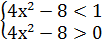 4x² − 8 < 1
4x² − 8 > 0